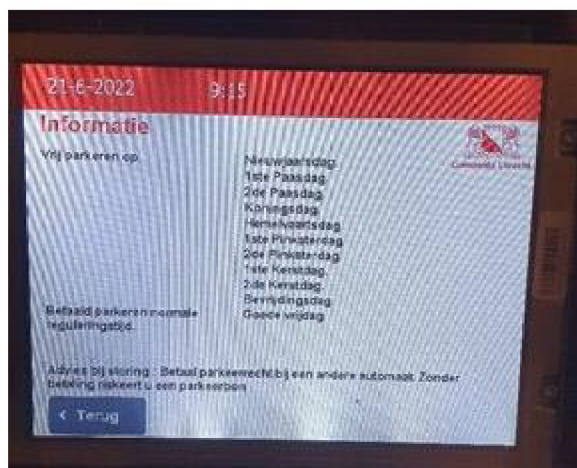 21-6-2022 9:15
Informatie
Gemeente Utrecht
Vrij parkeren op Nieuwjaarsdag
1ste Paasdag
2de Paasdag
Koningsdag
Hemelvaartsdag
1ste Pinksterdag
2de Pinksterdag
1ste Kerstdag
2de Kerstdag
Bevrijdingsdag
Betaald parkeren normale Goede vrijdag
reguleringstijd.
Advies bij storing : Betaal parkeerrecht bij een andere automaat. Zonder
betaling riskeert u een parkeerbon
< Terug